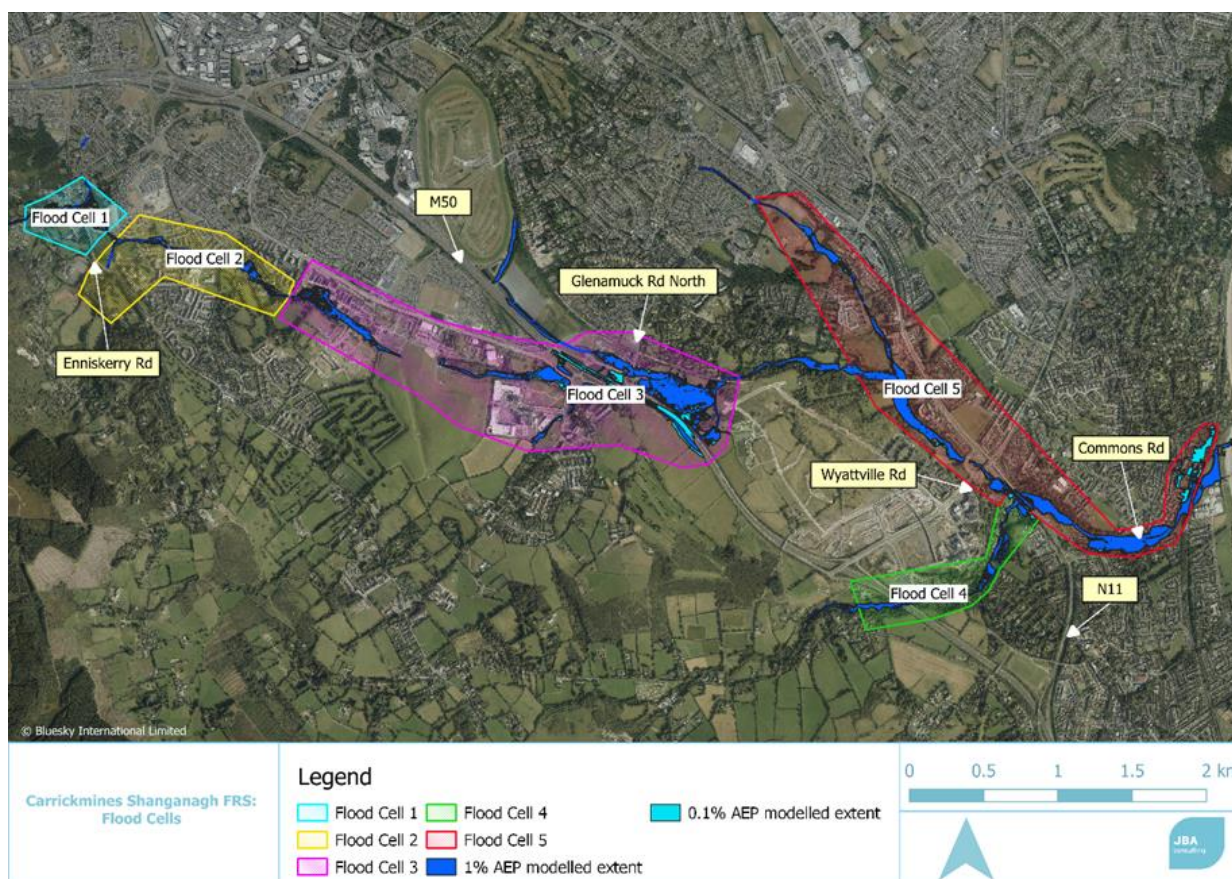 Flood Cell 1
M50
Flood Cell 2
Glenamuck Rd North
Enniskerry Rd
Flood Cell 3
Flood Cell 5
Commons Rd
Wyattville Rd
Flood Cell 4
N11
© Bluesky International Limited
Carrickmines Shanganagh FRS:
Flood Cells
Legend
Flood Cell 1
Flood Cell 4
0.1% AEP modelled extent
Flood Cell 2
Flood Cell 5
Flood Cell 3
1% AEP modelled extent
0 0.5 1 1.5 2 km
JBA
consulting